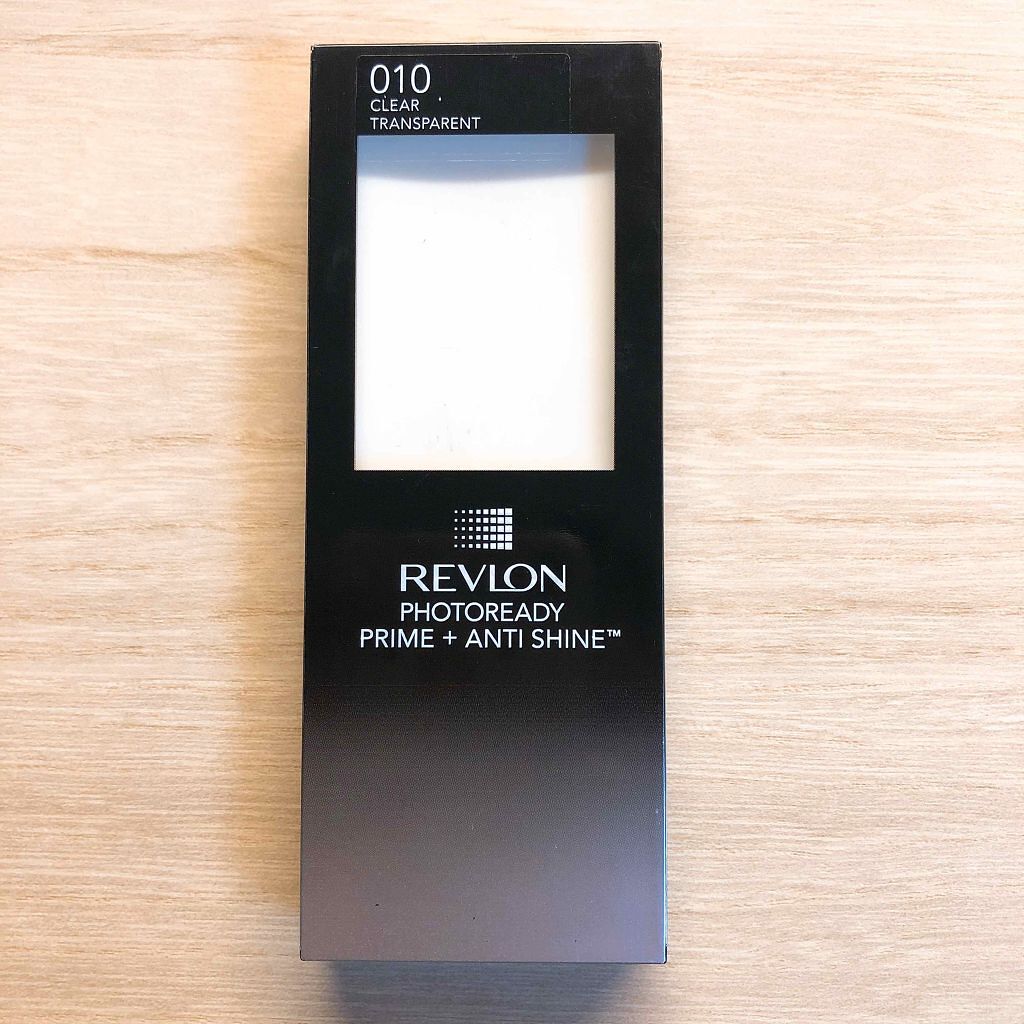 010
CLEAR
TRANSPARENT
REVLON
PHOTOREADY
PRIME + ANTI SHINE™